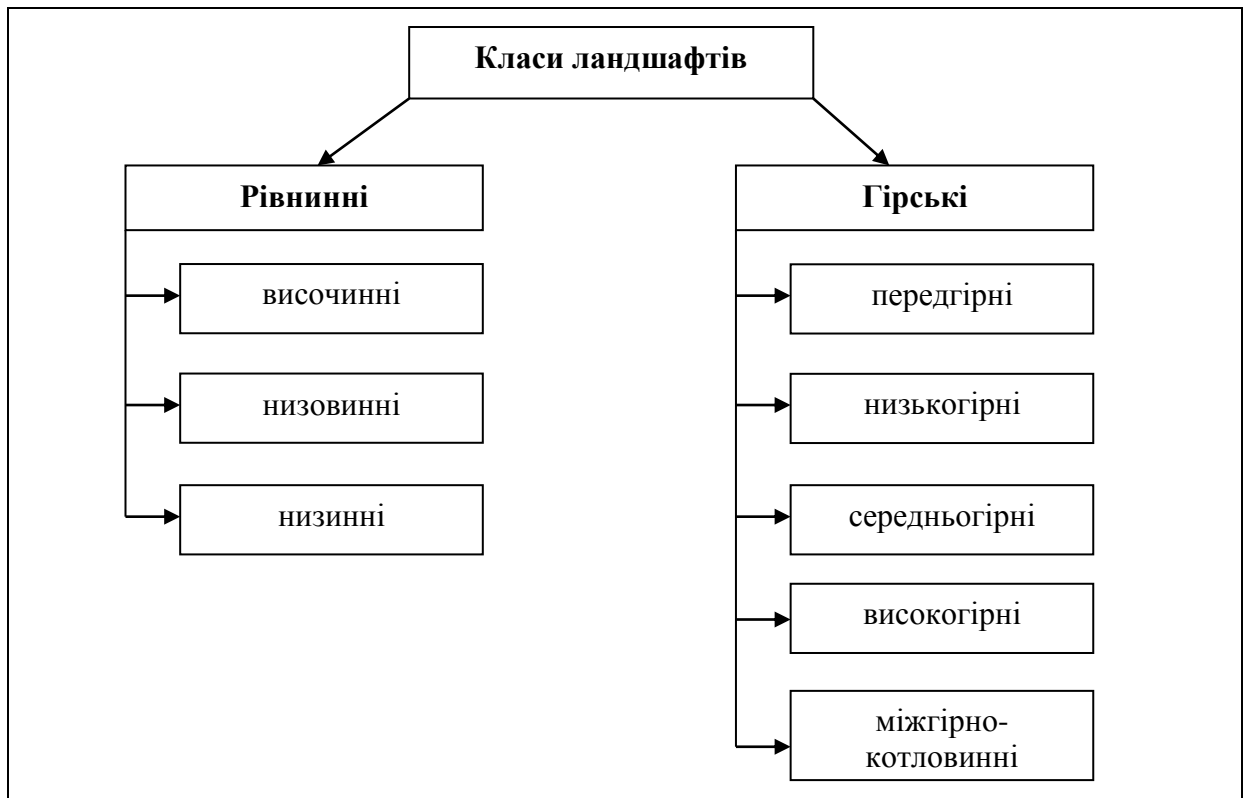 Класи ландшафтів
Рівнинні
височинні
низовинні
низинні
Гірські
передгірні
низькогірні
середньогірні
високогірні
міжгірно-
котловинні